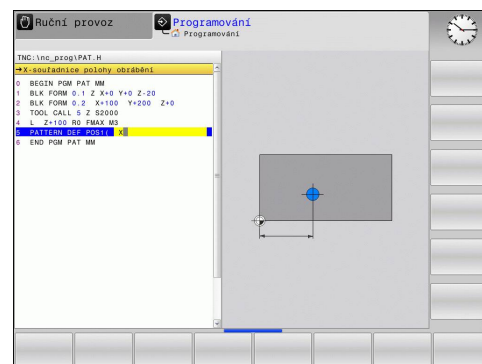 Ruční provoz
Programování
Programování
TNC:\nc_prog\PAT.H
→X-souřadnice polohy obrábění
0 BEGIN PGM PAT MM
1 BLK FORM 0.1 Z X+0 Y+0 Z-20
2 BLK FORM 0.2 X+100 Y+200 Z+0
3 TOOL CALL 5 Z S2000
4 L Z+100 R0 FMAX M3
5 PATTERN DEF POS1( X
6 END PGM PAT MM